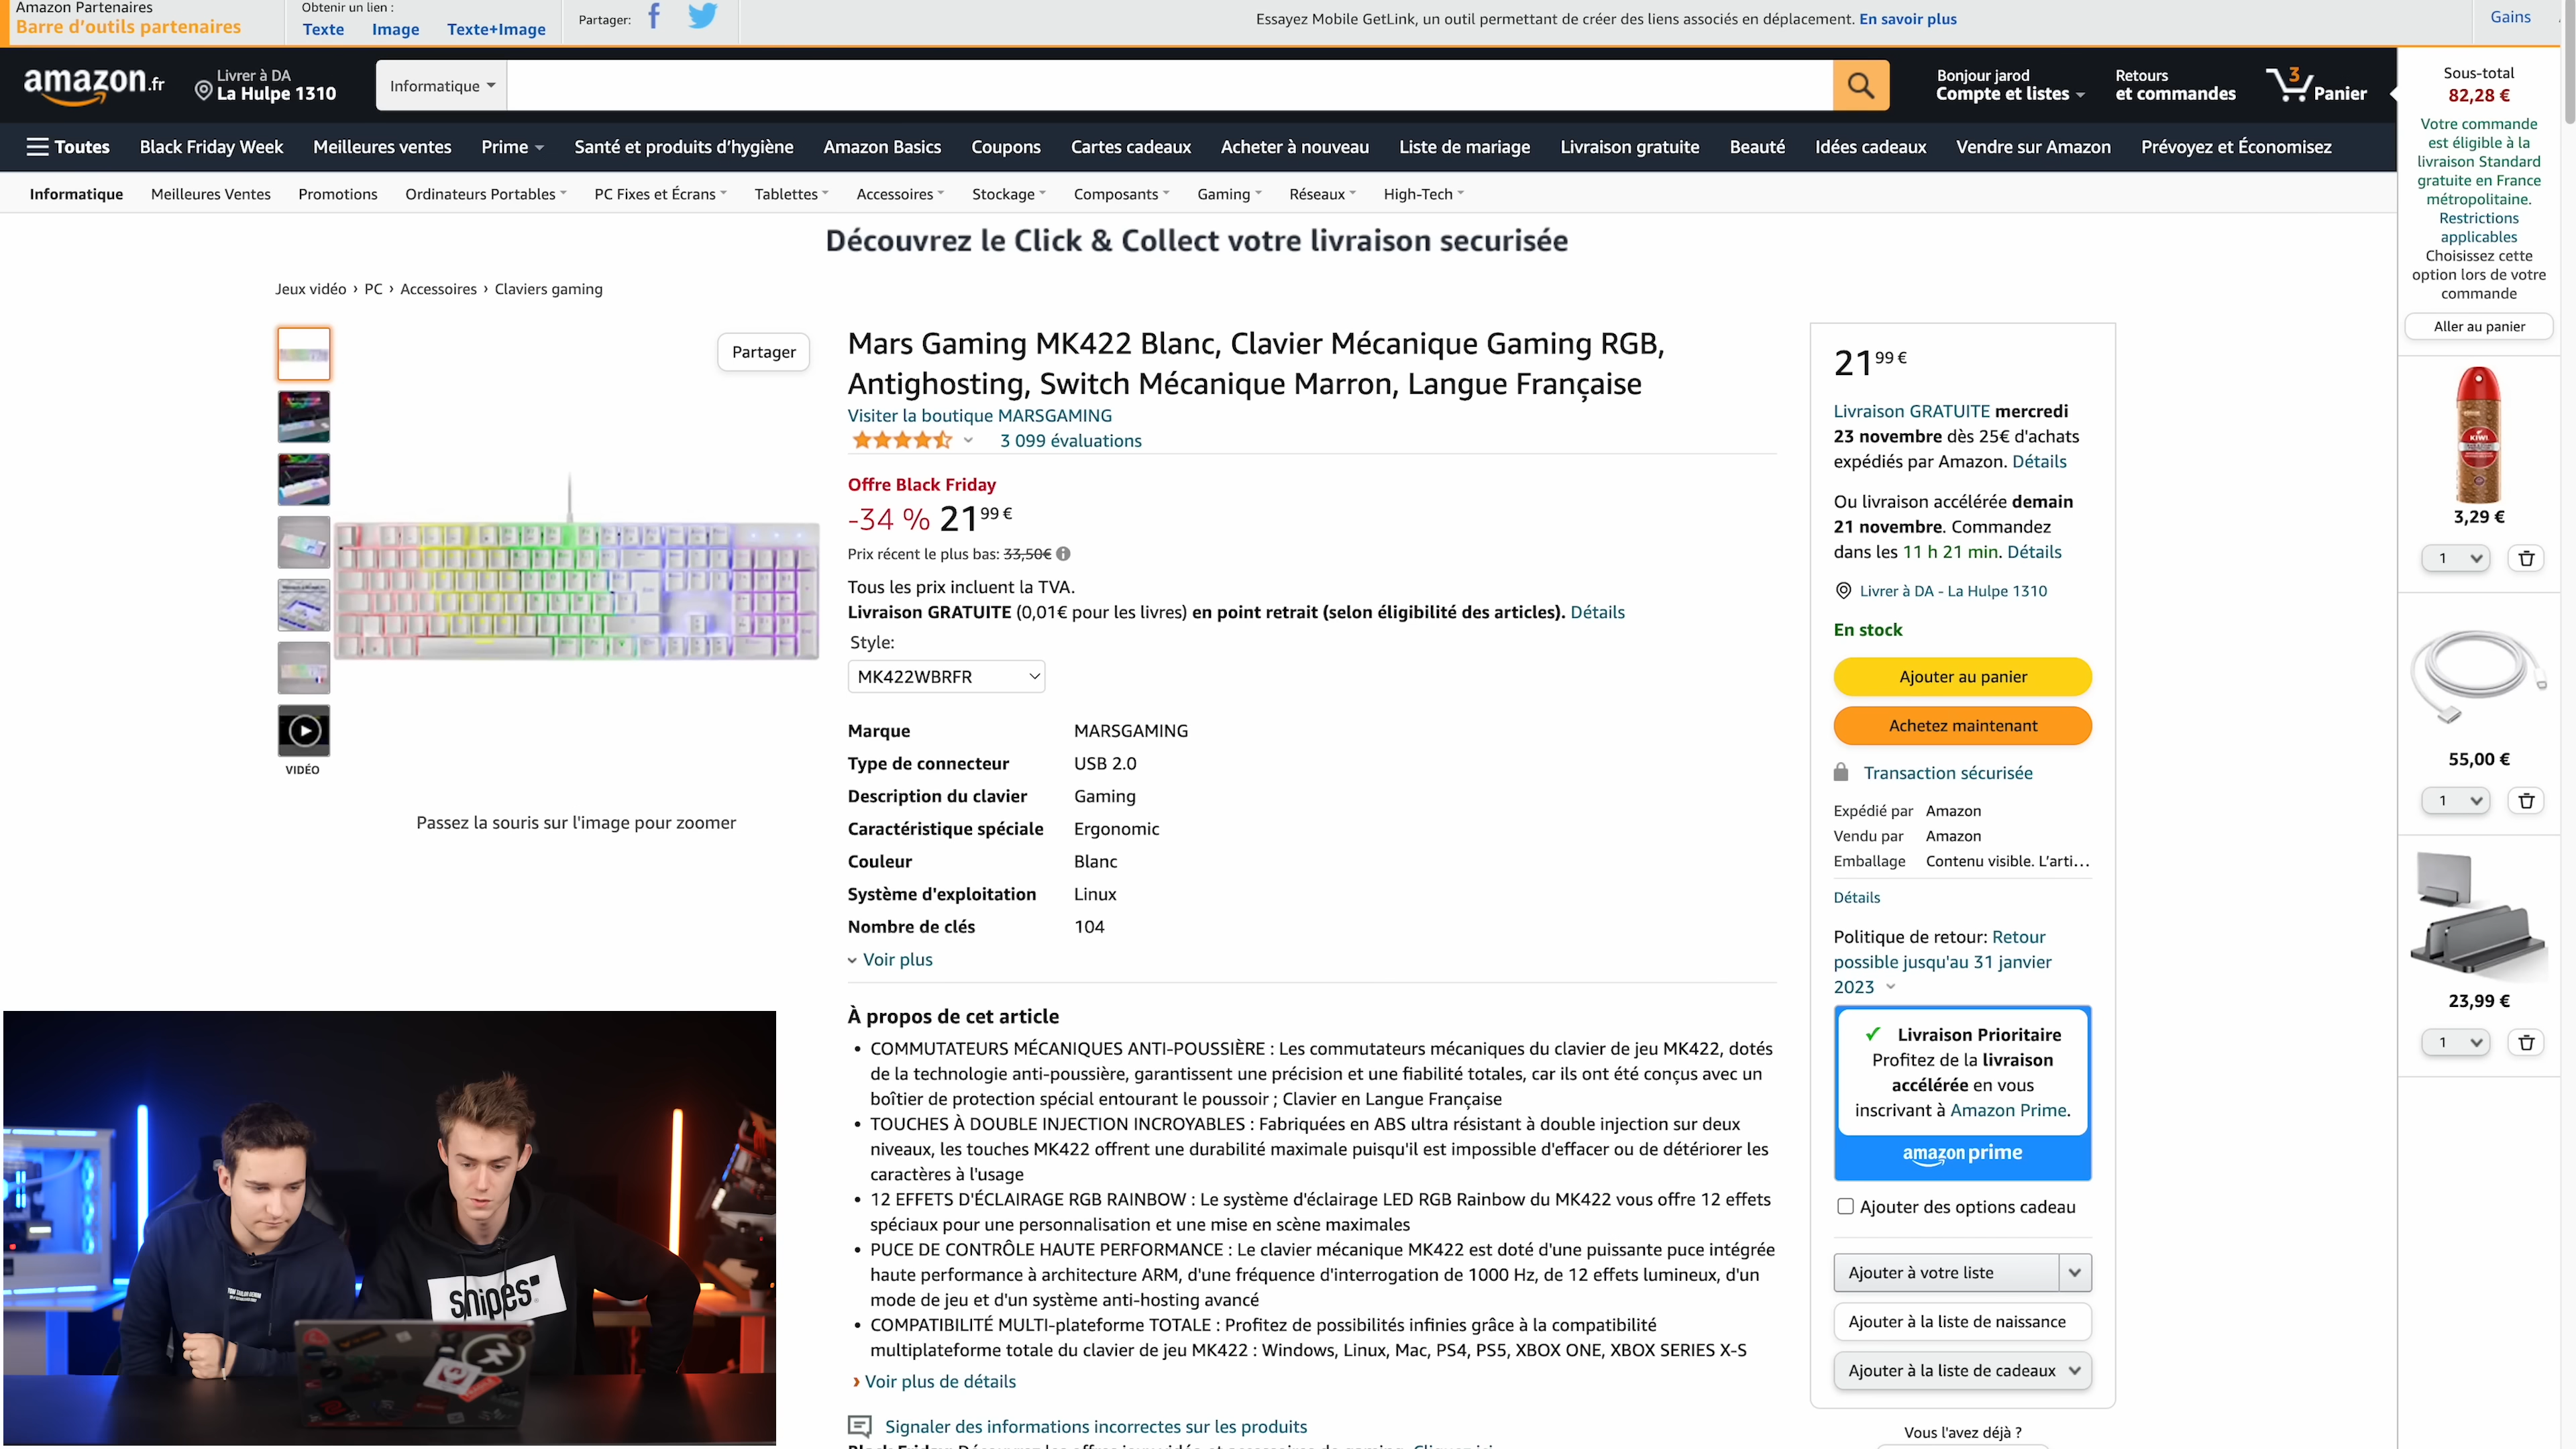 Amazon Partenaires
Barre d'outils partenaires
Obtenir un lien :
Texte Image Texte+Image
Partager:
Essayez Mobile GetLink, un outil permettant de créer des liens associés en déplacement. En savoir plus
Gains
amazon.fr
Livrer à DA
La Hulpe 1310
Informatique
Bonjour jarod
Compte et listes
Retours
et commandes
3
Panier
Toutes Black Friday Week Meilleures ventes Prime Santé et produits d'hygiène Amazon Basics Coupons Cartes cadeaux Acheter à nouveau Liste de mariage Livraison gratuite Beauté Idées cadeaux Vendre sur Amazon Prévoyez et Économisez
Informatique Meilleures Ventes Promotions Ordinateurs Portables PC Fixes et Écrans Tablettes Accessoires Stockage Composants Gaming Réseaux High-Tech
Découvrez le Click & Collect votre livraison securisée
Jeux vidéo › PC › Accessoires › Claviers gaming
Partager
VIDÉO
Passez la souris sur l'image pour zoomer
Mars Gaming MK422 Blanc, Clavier Mécanique Gaming RGB,
Antighosting, Switch Mécanique Marron, Langue Française
Visiter la boutique MARSGAMING
3 099 évaluations
Offre Black Friday
-34 % 21 99 €
Prix récent le plus bas: 33,50€
Tous les prix incluent la TVA.
Livraison GRATUITE (0,01€ pour les livres) en point retrait (selon éligibilité des articles). Détails
Style:
MK422WBRFR
Marque MARSGAMING
Type de connecteur USB 2.0
Description du clavier Gaming
Caractéristique spéciale Ergonomic
Couleur Blanc
Système d'exploitation Linux
Nombre de clés 104
Voir plus
À propos de cet article
• COMMUTATEURS MÉCANIQUES ANTI-POUSSIÈRE : Les commutateurs mécaniques du clavier de jeu MK422, dotés
de la technologie anti-poussière, garantissent une précision et une fiabilité totales, car ils ont été conçus avec un
boîtier de protection spécial entourant le poussoir ; Clavier en Langue Française
• TOUCHES À DOUBLE INJECTION INCROYABLES : Fabriquées en ABS ultra résistant à double injection sur deux
niveaux, les touches MK422 offrent une durabilité maximale puisqu'il est impossible d'effacer ou de détériorer les
caractères à l'usage
• 12 EFFETS D'ÉCLAIRAGE RGB RAINBOW : Le système d'éclairage LED RGB Rainbow du MK422 vous offre 12 effets
spéciaux pour une personnalisation et une mise en scène maximales
• PUCE DE CONTRÔLE HAUTE PERFORMANCE : Le clavier mécanique MK422 est doté d'une puissante puce intégrée
haute performance à architecture ARM, d'une fréquence d'interrogation de 1000 Hz, de 12 effets lumineux, d'un
mode de jeu et d'un système anti-hosting avancé
• COMPATIBILITÉ MULTI-plateforme TOTALE : Profitez de possibilités infinies grâce à la compatibilité
multiplateforme totale du clavier de jeu MK422 : Windows, Linux, Mac, PS4, PS5, XBOX ONE, XBOX SERIES X-S
› Voir plus de détails
Signaler des informations incorrectes sur les produits
21 99 €
Livraison GRATUITE mercredi
23 novembre dès 25€ d'achats
expédiés par Amazon. Détails
Ou livraison accélérée demain
21 novembre. Commandez
dans les 11 h 21 min. Détails
Livrer à DA - La Hulpe 1310
En stock
Ajouter au panier
Achetez maintenant
Transaction sécurisée
Expédié par Amazon
Vendu par Amazon
Emballage Contenu visible. L'arti…
Détails
Politique de retour: Retour
possible jusqu'au 31 janvier
2023
Livraison Prioritaire
Profitez de la livraison
accélérée en vous
inscrivant à Amazon Prime.
amazon prime
Ajouter des options cadeau
Ajouter à votre liste
Ajouter à la liste de naissance
Ajouter à la liste de cadeaux
Vous l'avez déjà ?
Sous-total
82,28 €
Votre commande
est éligible à la
livraison Standard
gratuite en France
métropolitaine.
Restrictions
applicables
Choisissez cette
option lors de votre
commande
Aller au panier
KIWI
3,29 €
1
55,00 €
1
23,99 €
1
snipes